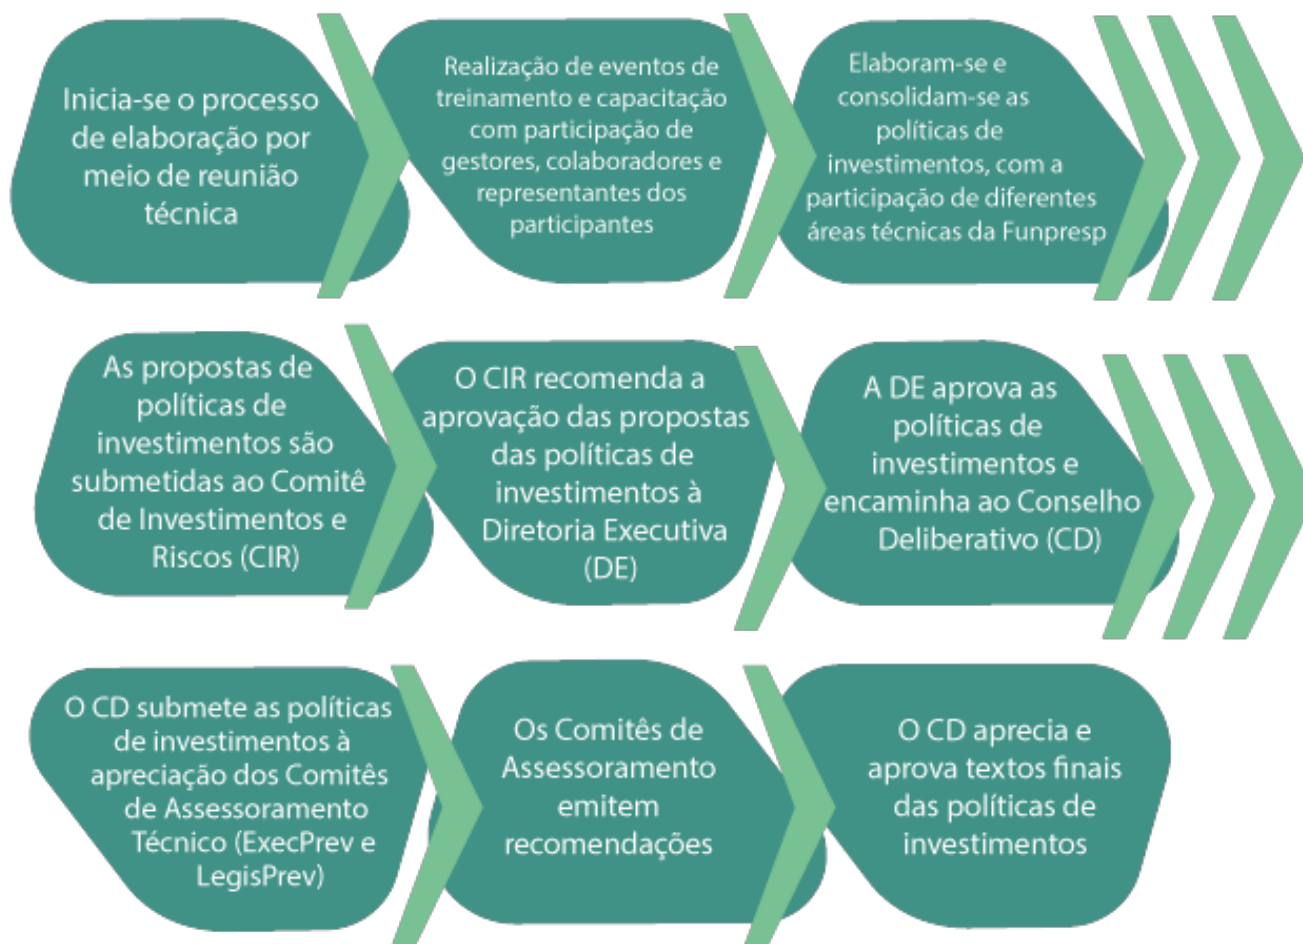 Inicia-se o processo
de elaboração por
meio de reunião
técnica
Realização de eventos de
treinamento e capacitação
com participação de
gestores, colaboradores e
representantes dos
participantes
Elaboram-se e
consolidam-se as
políticas de
investimentos, com a
participação de diferentes
áreas técnicas da Funpresp
As propostas de
políticas de
investimentos são
submetidas ao Comitê
de Investimentos e
Riscos (CIR)
O CIR recomenda a
aprovação das propostas
das políticas de
investimentos à
Diretoria Executiva
(DE)
A DE aprova as
políticas de
investimentos e
encaminha ao Conselho
Deliberativo (CD)
O CD submete as políticas
de investimentos à
apreciação dos Comitês
de Assessoramento
Técnico (ExecPrev e
LegisPrev)
Os Comitês de
Assessoramento
emitem
recomendações
O CD aprecia e
aprova textos finais
das políticas de
investimentos